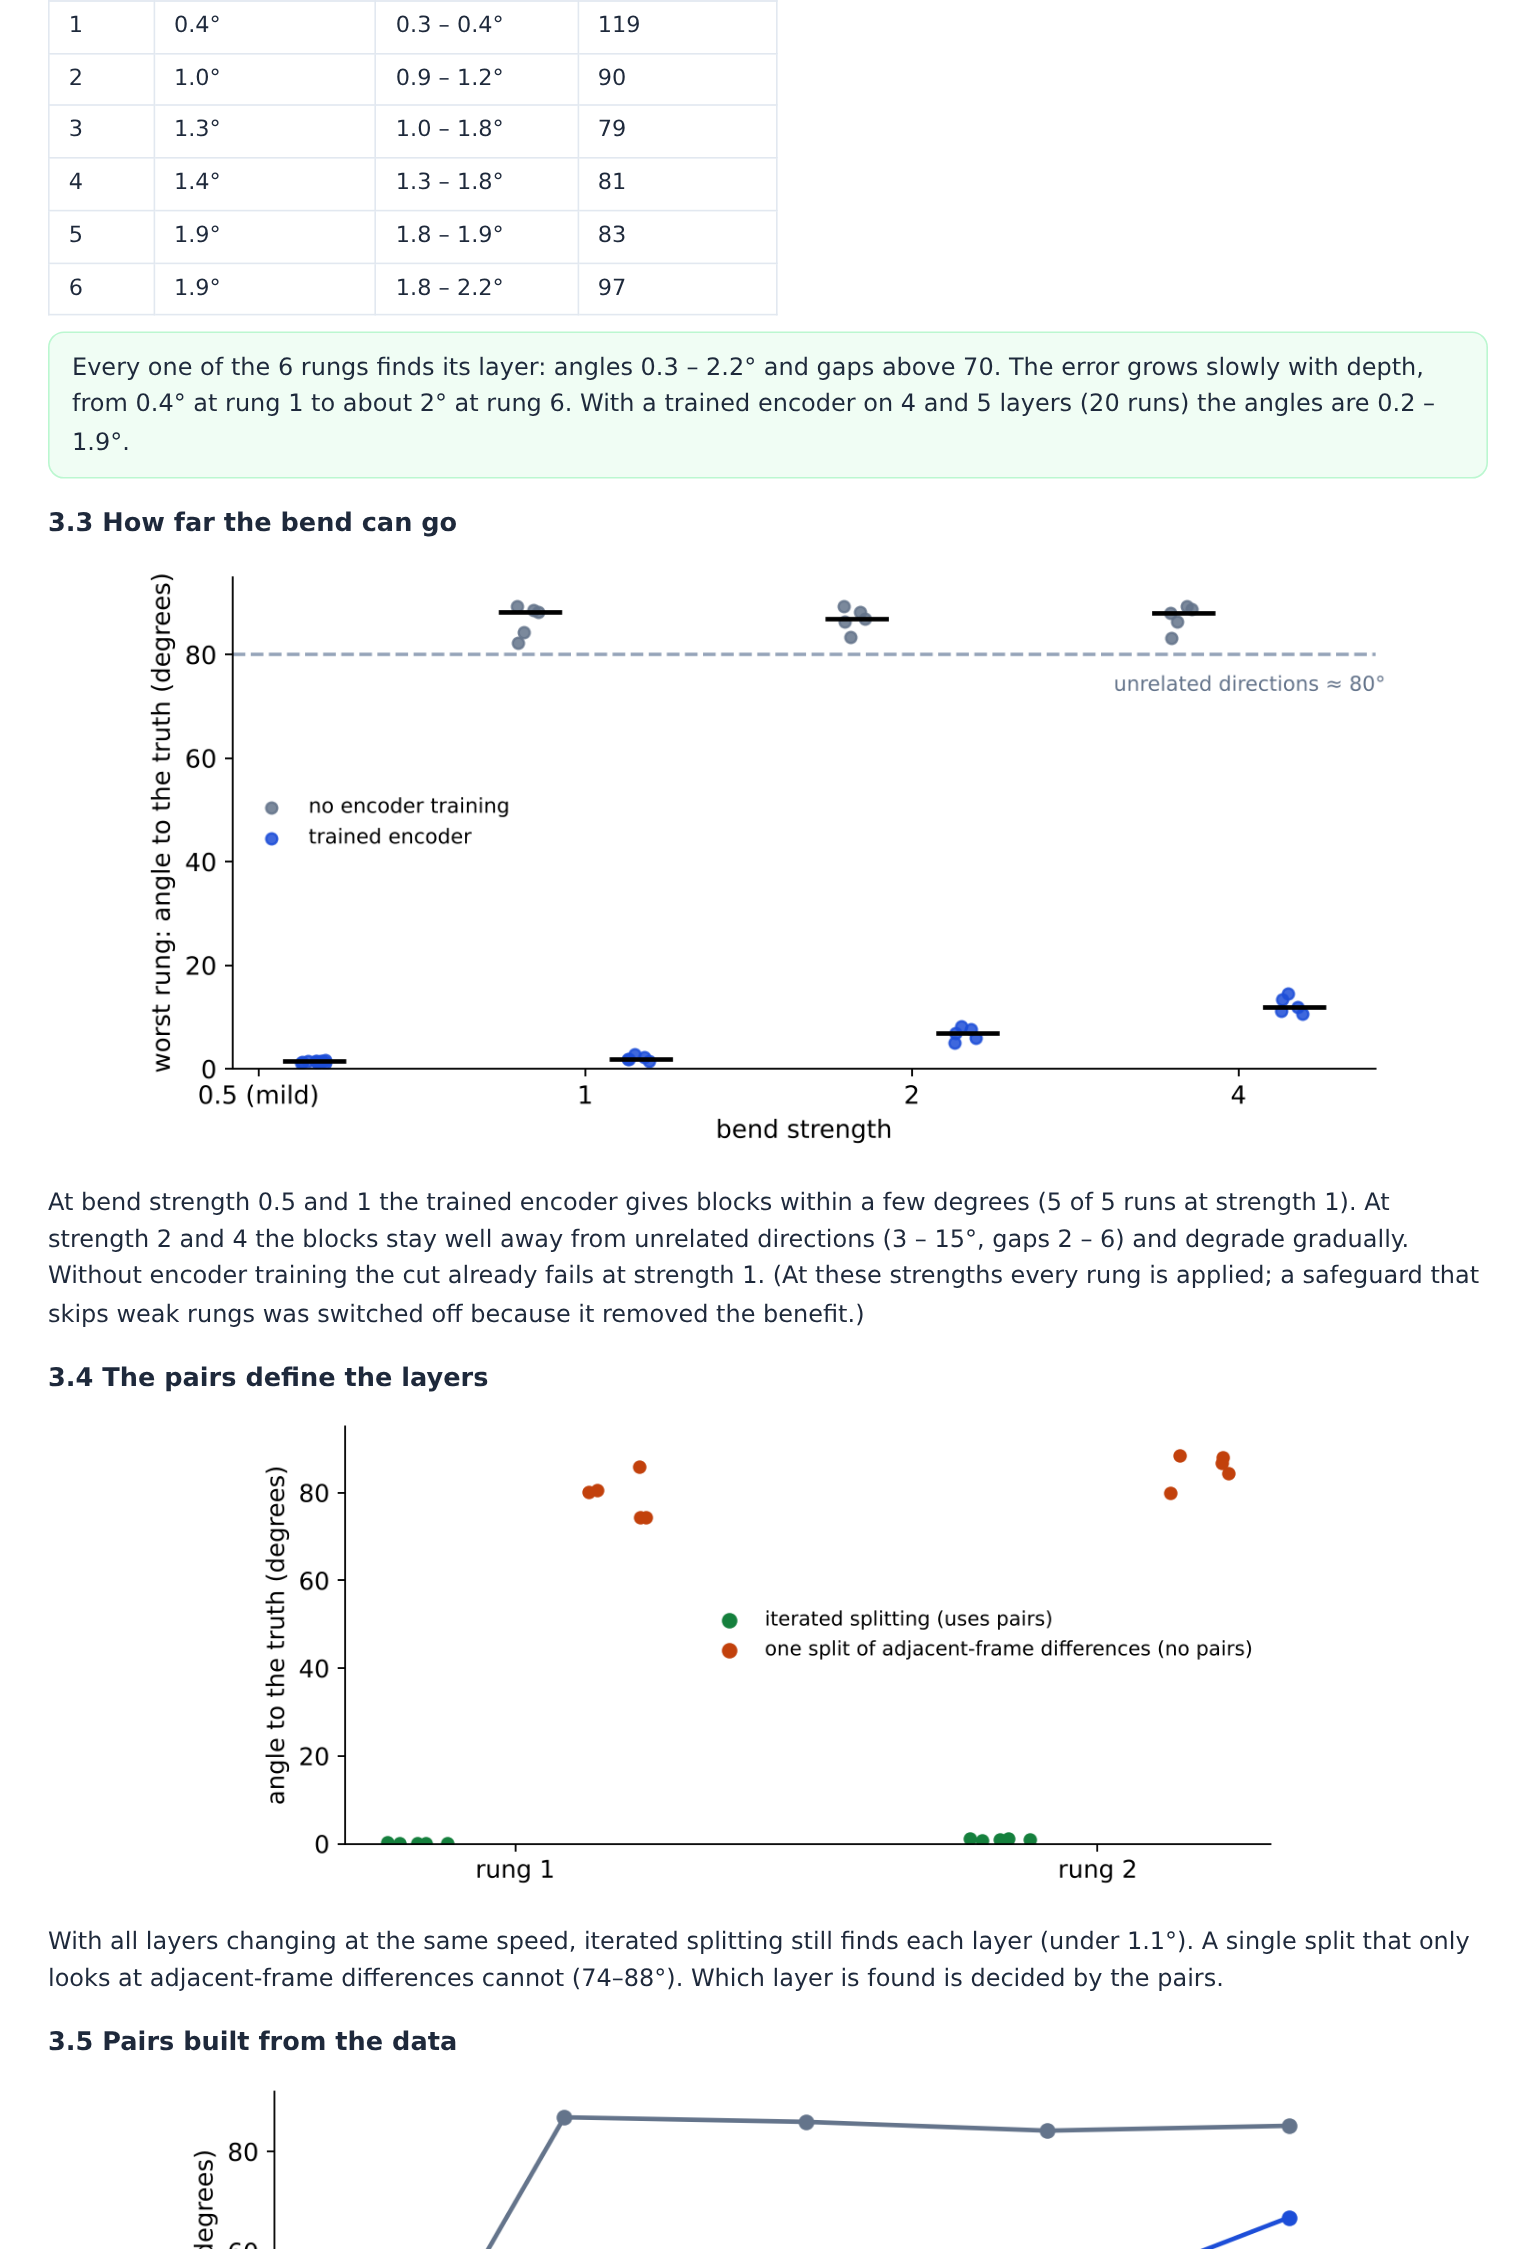 1 0.4° 0.3 – 0.4° 119
2 1.0° 0.9 – 1.2° 90
3 1.3° 1.0 – 1.8° 79
4 1.4° 1.3 – 1.8° 81
5 1.9° 1.8 – 1.9° 83
6 1.9° 1.8 – 2.2° 97
Every one of the 6 rungs finds its layer: angles 0.3 – 2.2° and gaps above 70. The error grows slowly with depth,
from 0.4° at rung 1 to about 2° at rung 6. With a trained encoder on 4 and 5 layers (20 runs) the angles are 0.2 –
1.9°.
3.3 How far the bend can go
worst rung: angle to the truth (degrees)
80
60
40
20
0
unrelated directions ≈ 80°
no encoder training
trained encoder
0.5 (mild) 1 2 4
bend strength
At bend strength 0.5 and 1 the trained encoder gives blocks within a few degrees (5 of 5 runs at strength 1). At
strength 2 and 4 the blocks stay well away from unrelated directions (3 – 15°, gaps 2 – 6) and degrade gradually.
Without encoder training the cut already fails at strength 1. (At these strengths every rung is applied; a safeguard that
skips weak rungs was switched off because it removed the benefit.)
3.4 The pairs define the layers
angle to the truth (degrees)
80
60
40
20
0
iterated splitting (uses pairs)
one split of adjacent-frame differences (no pairs)
rung 1 rung 2
With all layers changing at the same speed, iterated splitting still finds each layer (under 1.1°). A single split that only
looks at adjacent-frame differences cannot (74–88°). Which layer is found is decided by the pairs.
3.5 Pairs built from the data
80
60